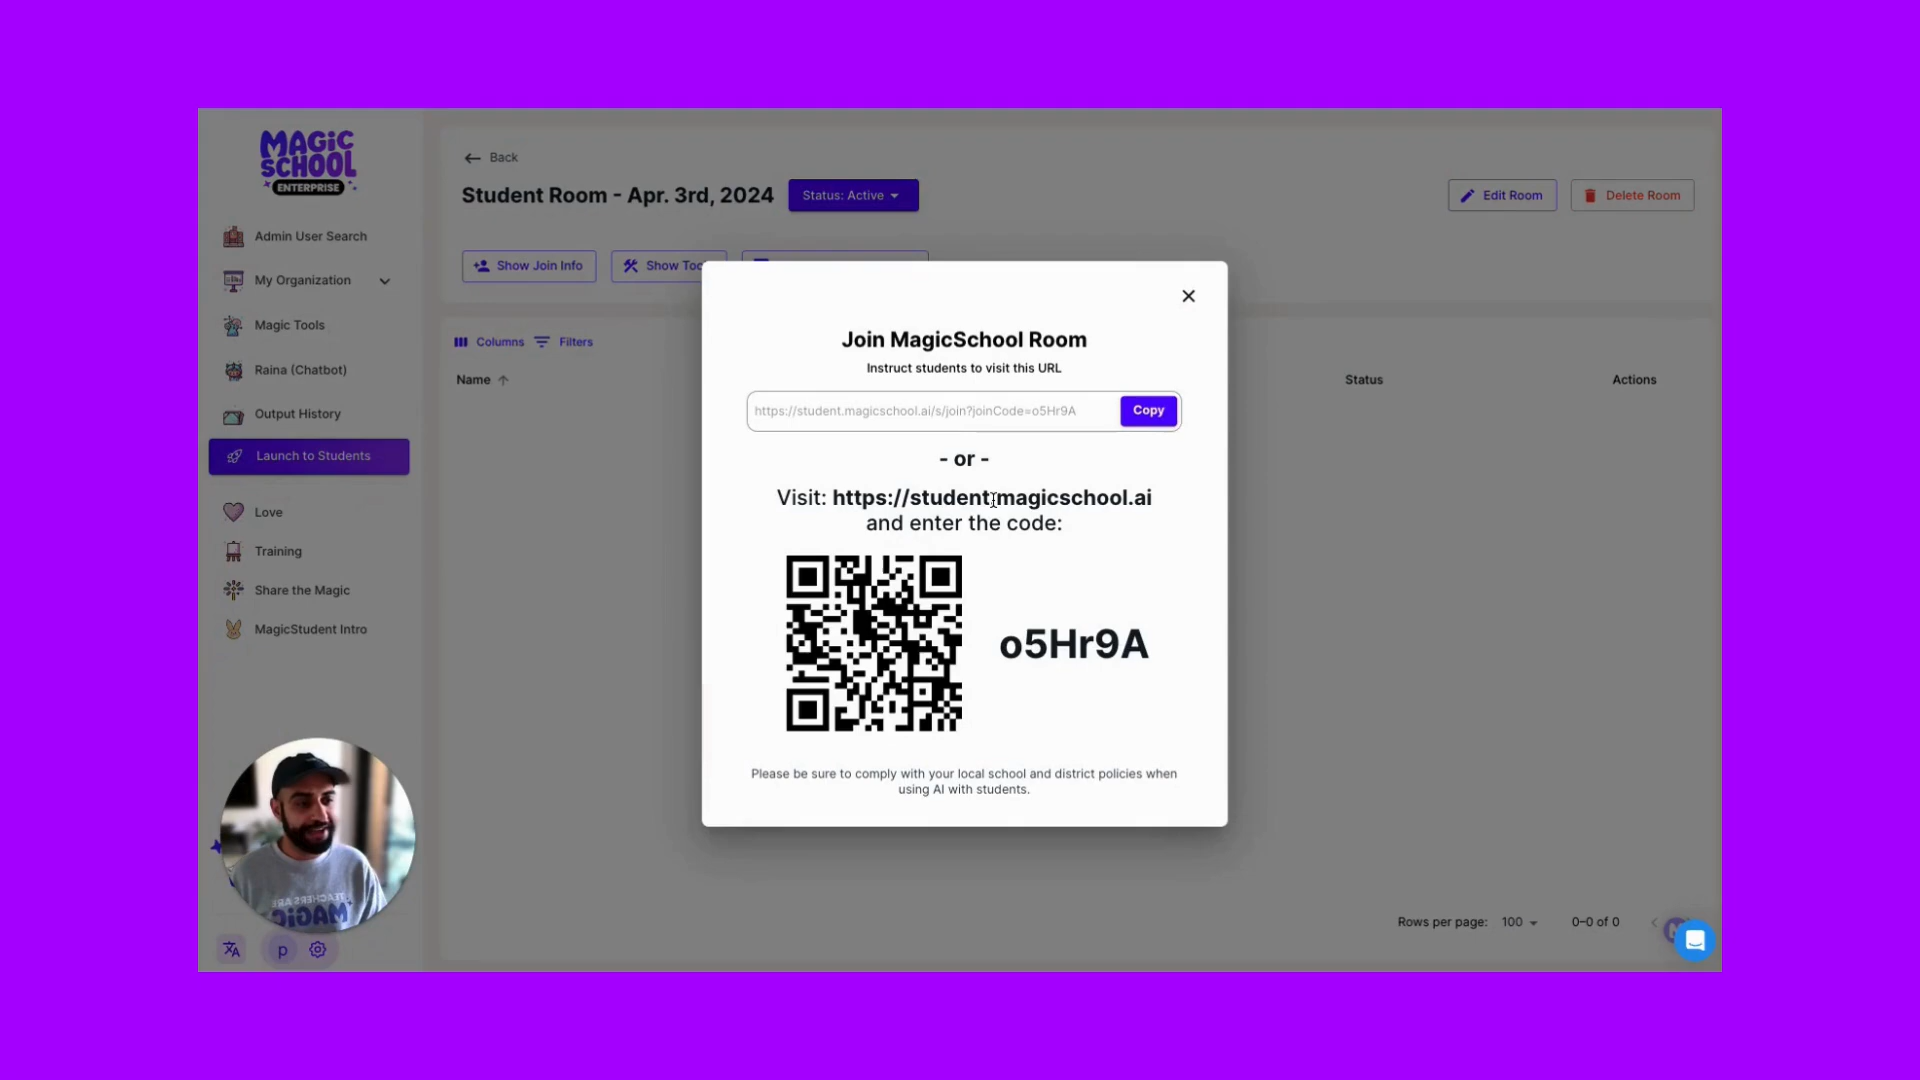 MAGIC
SCHOOL
ENTERPRISE
Admin User Search
My Organization
Magic Tools
Raina (Chatbot)
Output History
Launch to Students
Love
Training
Share the Magic
MagicStudent Intro
p
Back
Student Room - Apr. 3rd, 2024
Status: Active
Edit Room
Delete Room
Show Join Info
Show Too
Columns
Filters
Name
Status
Actions
Join MagicSchool Room
Instruct students to visit this URL
https://student.magicschool.ai/s/join?joinCode=o5Hr9A
Copy
- or -
Visit: https://student.magicschool.ai
and enter the code:
o5Hr9A
Please be sure to comply with your local school and district policies when
using AI with students.
Rows per page: 100
0–0 of 0
TEACHERS ARE
MAGIC